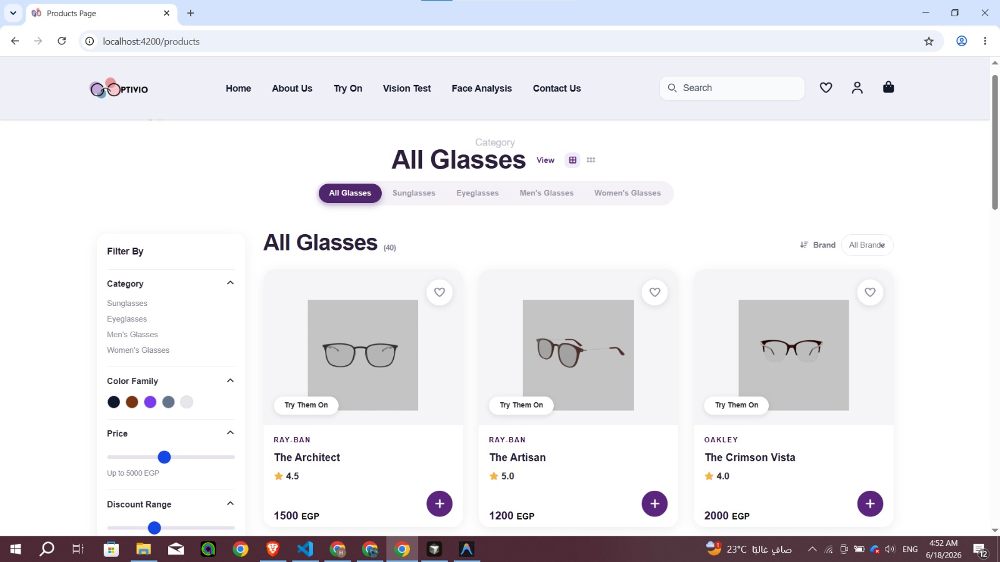 Products Page
localhost:4200/products
PTIVIO
Home
About Us
Try On
Vision Test
Face Analysis
Contact Us
Search
Category
All Glasses
View
All Glasses
Sunglasses
Eyeglasses
Men's Glasses
Women's Glasses
Filter By
Category
Sunglasses
Eyeglasses
Men's Glasses
Women's Glasses
Color Family
Price
Up to 5000 EGP
Discount Range
All Glasses (40)
Brand
All Brands
Try Them On
RAY-BAN
The Architect
4.5
1500 EGP
Try Them On
RAY-BAN
The Artisan
5.0
1200 EGP
Try Them On
OAKLEY
The Crimson Vista
4.0
2000 EGP
1
23°C صافٍ غالبًا
ENG
4:52 AM
6/18/2026
12